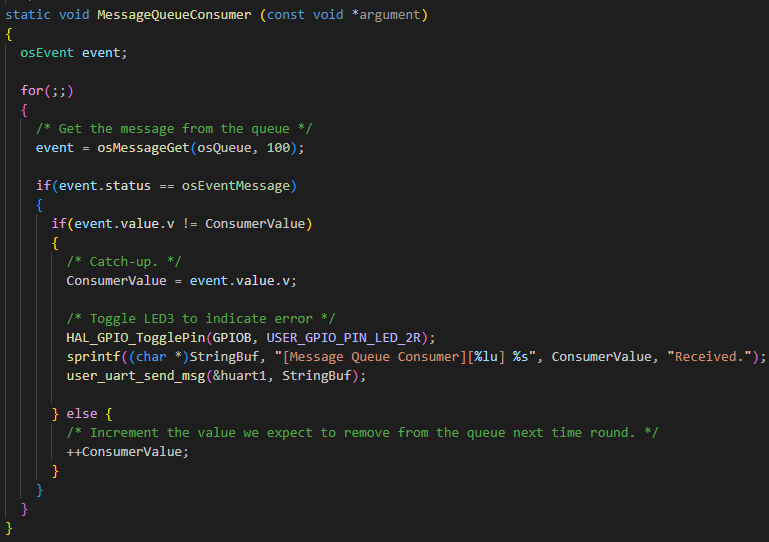 static void MessageQueueConsumer (const void *argument)
{
  osEvent event;

  for(;;)
  {
    /* Get the message from the queue */
    event = osMessageGet(osQueue, 100);

    if(event.status == osEventMessage)
    {
      if(event.value.v != ConsumerValue)
      {
        /* Catch-up. */
        ConsumerValue = event.value.v;

        /* Toggle LED3 to indicate error */
        HAL_GPIO_TogglePin(GPIOB, USER_GPIO_PIN_LED_2R);
        sprintf((char *)StringBuf, "[Message Queue Consumer][%lu] %s", ConsumerValue, "Received.");
        user_uart_send_msg(&huart1, StringBuf);

      } else {
        /* Increment the value we expect to remove from the queue next time round. */
        ++ConsumerValue;
      }
    }
  }
}